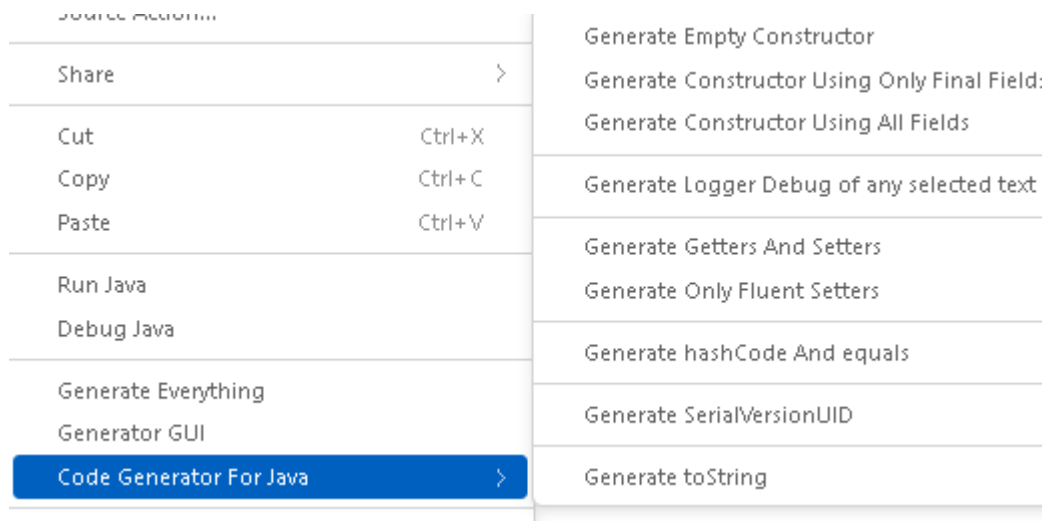 Source Action...
Share
Cut Ctrl+X
Copy Ctrl+C
Paste Ctrl+V
Run Java
Debug Java
Generate Everything
Generator GUI
Code Generator For Java
Generate Empty Constructor
Generate Constructor Using Only Final Field
Generate Constructor Using All Fields
Generate Logger Debug of any selected text
Generate Getters And Setters
Generate Only Fluent Setters
Generate hashCode And equals
Generate SerialVersionUID
Generate toString